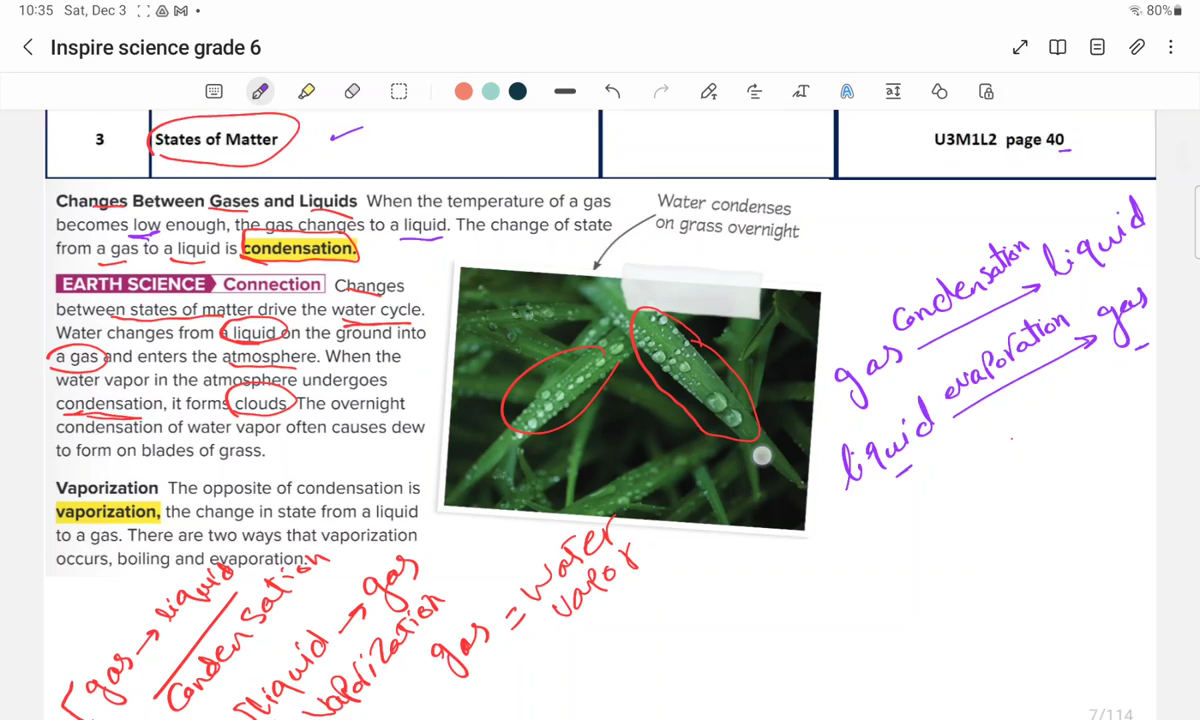 10:35 Sat, Dec 3
80%
Inspire science grade 6
3
States of Matter
U3M1L2 page 40
Changes Between Gases and Liquids When the temperature of a gas
becomes low enough, the gas changes to a liquid. The change of state
from a gas to a liquid is condensation.
EARTH SCIENCE Connection Changes
between states of matter drive the water cycle.
Water changes from a liquid on the ground into
a gas and enters the atmosphere. When the
water vapor in the atmosphere undergoes
condensation, it forms clouds. The overnight
condensation of water vapor often causes dew
to form on blades of grass.
Vaporization The opposite of condensation is
vaporization, the change in state from a liquid
to a gas. There are two ways that vaporization
occurs, boiling and evaporation.
Water condenses
on grass overnight
gas condensation → liquid
liquid evaporation → gas
gas → liquid
Condensation
liquid → gas
vapolization
gas = water
vapor
7/114